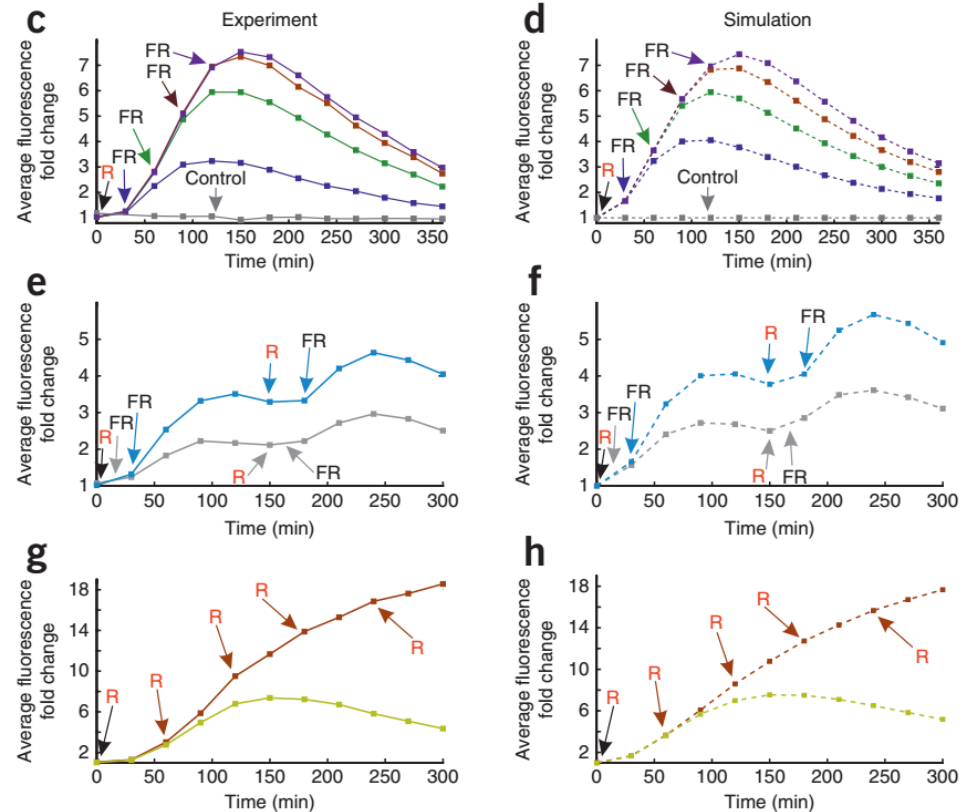 c
Experiment
Average fluorescence
fold change
7
6
5
4
3
2
1
R
FR
FR
FR
FR
Control
0 50 100 150 200 250 300 350
Time (min)
d
Simulation
Average fluorescence
fold change
7
6
5
4
3
2
1
R
FR
FR
FR
FR
Control
0 50 100 150 200 250 300 350
Time (min)
e
Average fluorescence
fold change
5
4
3
2
1
R
FR
FR
R
FR
R
FR
0 50 100 150 200 250 300
Time (min)
f
Average fluorescence
fold change
5
4
3
2
1
R
FR
FR
R
FR
R
FR
0 50 100 150 200 250 300
Time (min)
g
Average fluorescence
fold change
18
14
10
6
2
R
R
R
R
R
0 50 100 150 200 250 300
Time (min)
h
Average fluorescence
fold change
18
14
10
6
2
R
R
R
R
R
0 50 100 150 200 250 300
Time (min)